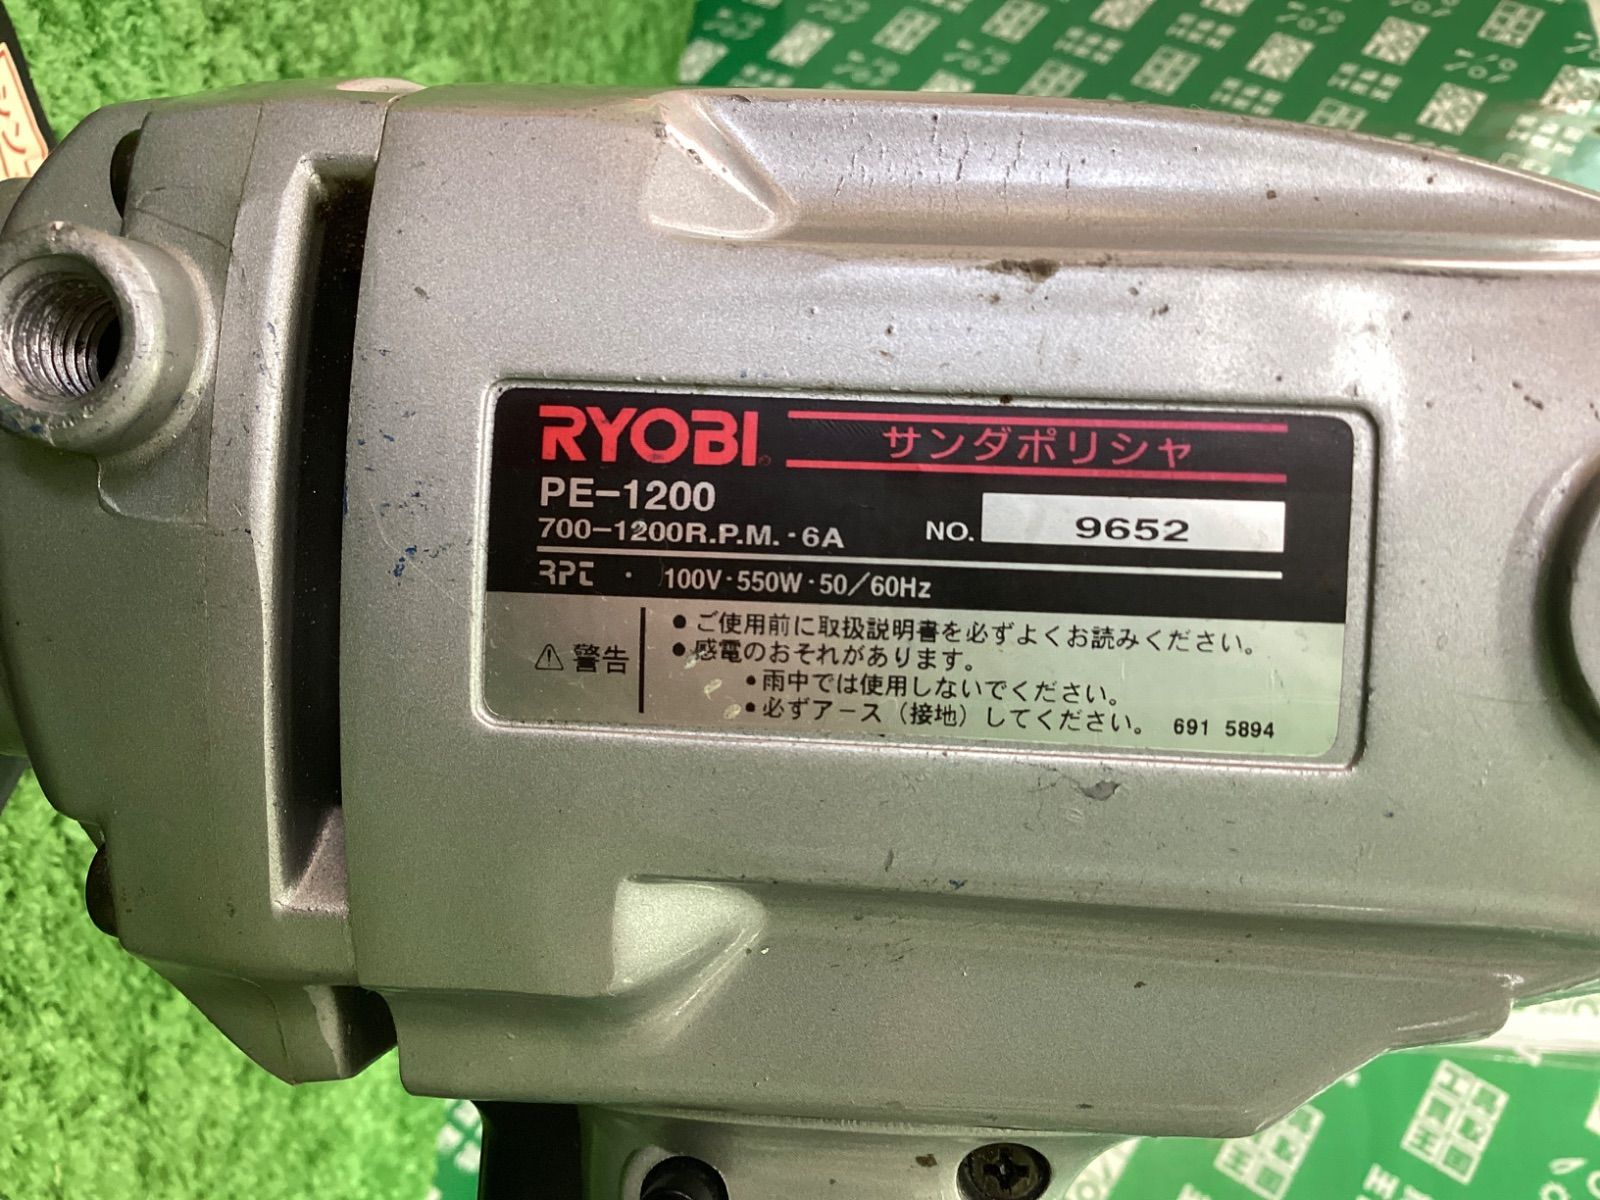 RYOBI サンダポリシャ
PE-1200
700-1200R.P.M.・6A NO. 9652
RPT ・ 100V・550W・50/60Hz
⚠ 警告
●ご使用前に取扱説明書を必ずよくお読みください。
●感電のおそれがあります。
●雨中では使用しないでください。
●必ずアース(接地)してください。 691 5894